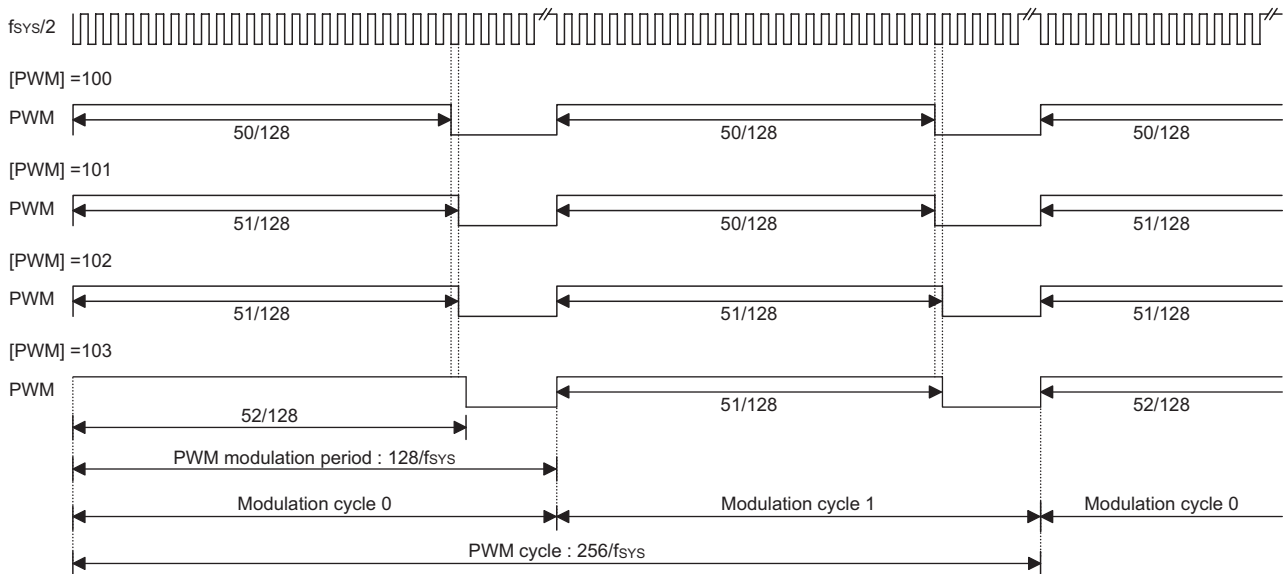 fSYS/2
[PWM] =100
PWM
50/128 50/128 50/128
[PWM] =101
PWM
51/128 50/128 51/128
[PWM] =102
PWM
51/128 51/128 51/128
[PWM] =103
PWM
52/128 51/128 52/128
PWM modulation period : 128/fSYS
Modulation cycle 0 Modulation cycle 1 Modulation cycle 0
PWM cycle : 256/fSYS